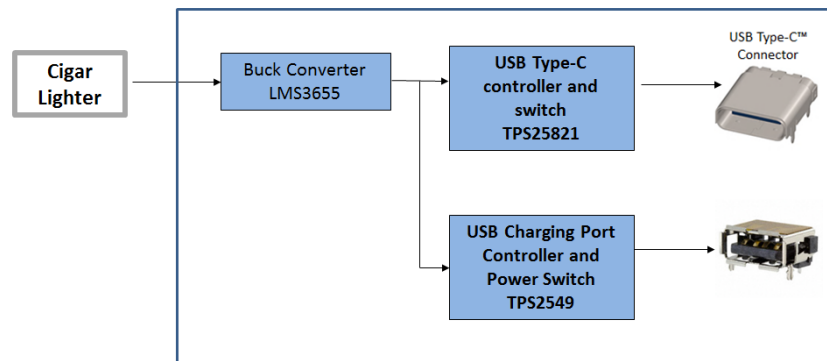 Cigar
Lighter
Buck Converter
LMS3655
USB Type-C
controller and
switch
TPS25821
USB Type-C™
Connector
USB Charging Port
Controller and
Power Switch
TPS2549